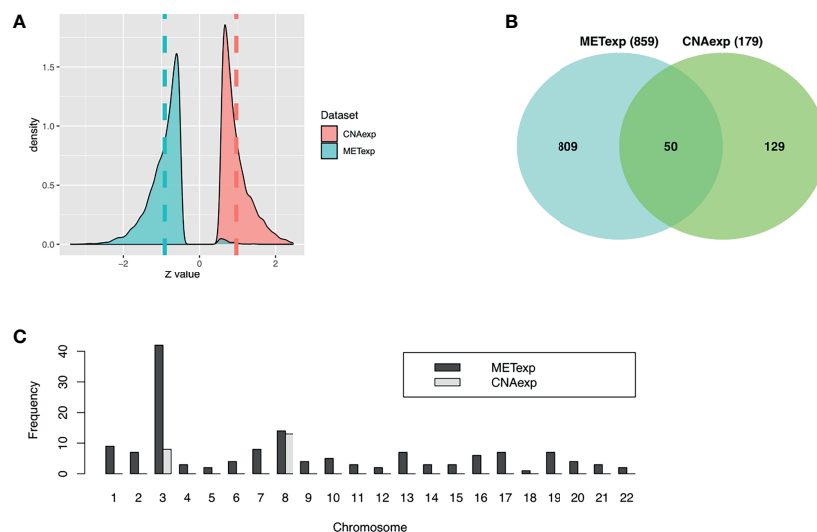 A
1.5
1.0
0.5
0.0
density
−2
0
2
Z value
Dataset
CNAexp
METexp
B
METexp (859)
CNAexp (179)
809
50
129
C
40
30
20
10
0
Frequency
METexp
CNAexp
1 2 3 4 5 6 7 8 9 10 11 12 13 14 15 16 17 18 19 20 21 22
Chromosome